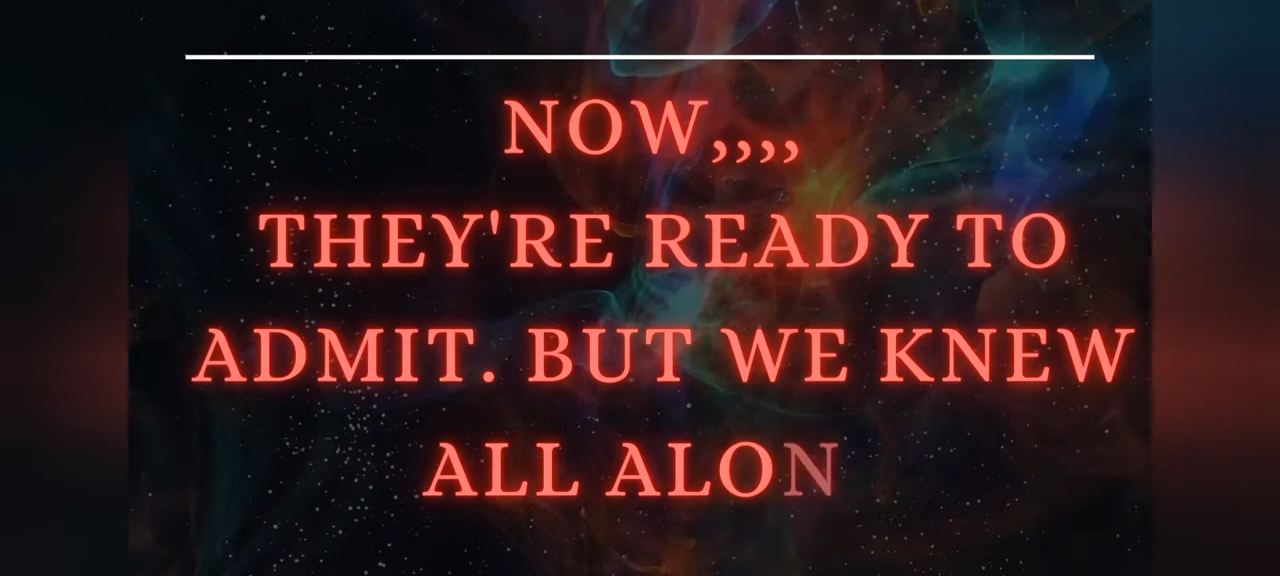 NOW,,,,
THEY'RE READY TO
ADMIT. BUT WE KNEW
ALL ALON